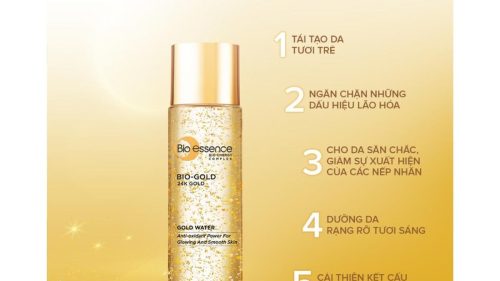 Bio essence
BIO-ENERGY
COMPLEX
BIO-GOLD
24K GOLD
GOLD WATER
Anti-oxidant Power For
Glowing And Smooth Skin
1 TÁI TẠO DA
TƯƠI TRẺ
2 NGĂN CHẶN NHỮNG
DẤU HIỆU LÃO HÓA
3 CHO DA SĂN CHẮC,
GIẢM SỰ XUẤT HIỆN
CỦA CÁC NẾP NHĂN
4 DƯỠNG DA
RẠNG RỠ TƯƠI SÁNG
5 CẢI THIỆN KẾT CẤU